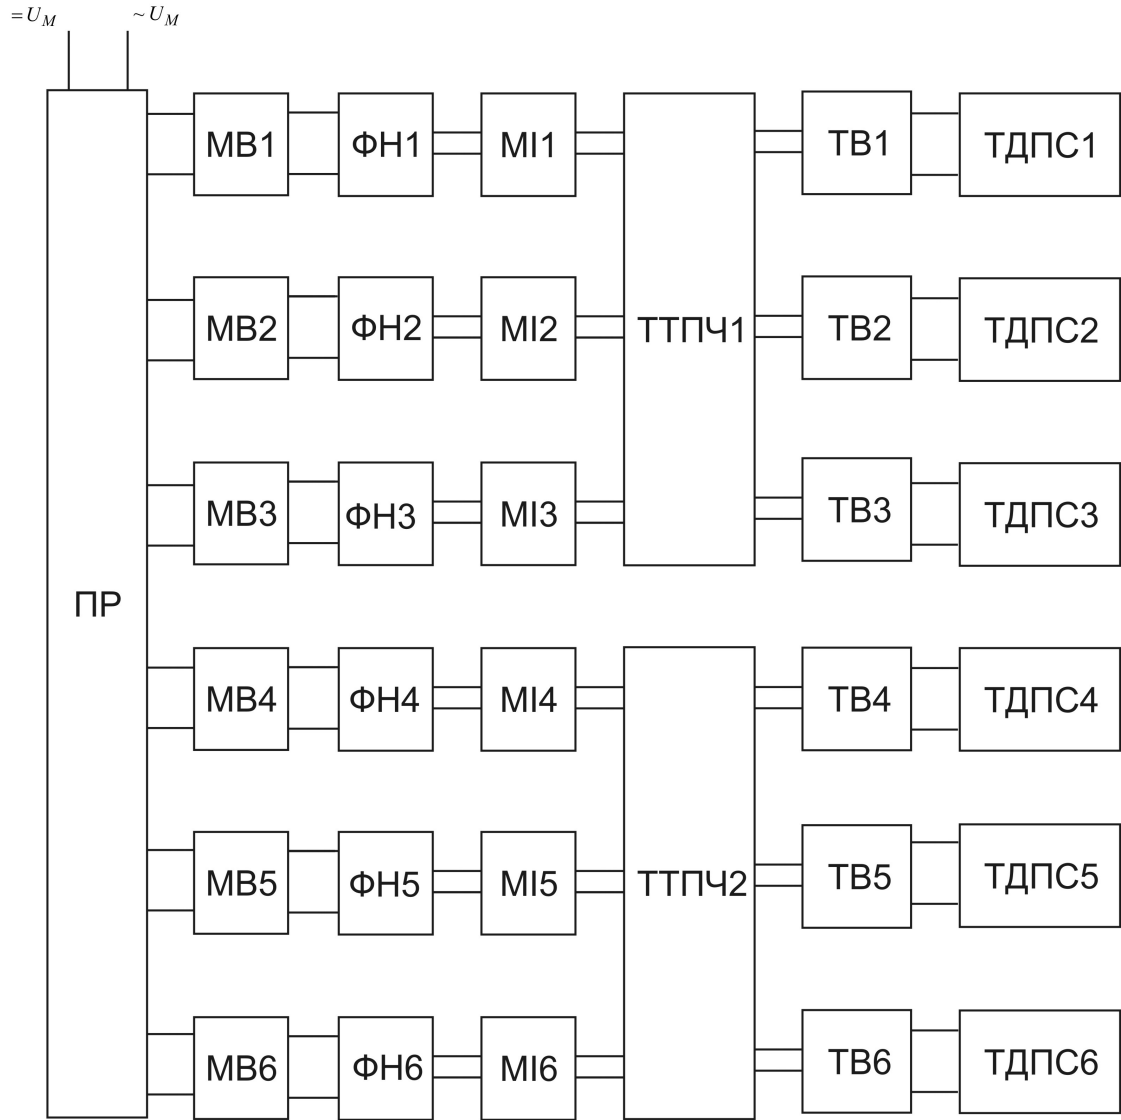 =U_M ~U_M
МВ1 ФН1 МІ1 ТВ1 ТДПС1
МВ2 ФН2 МІ2 ТТПЧ1 ТВ2 ТДПС2
МВ3 ФН3 МІ3 ТВ3 ТДПС3
ПР
МВ4 ФН4 МІ4 ТВ4 ТДПС4
МВ5 ФН5 МІ5 ТТПЧ2 ТВ5 ТДПС5
МВ6 ФН6 МІ6 ТВ6 ТДПС6